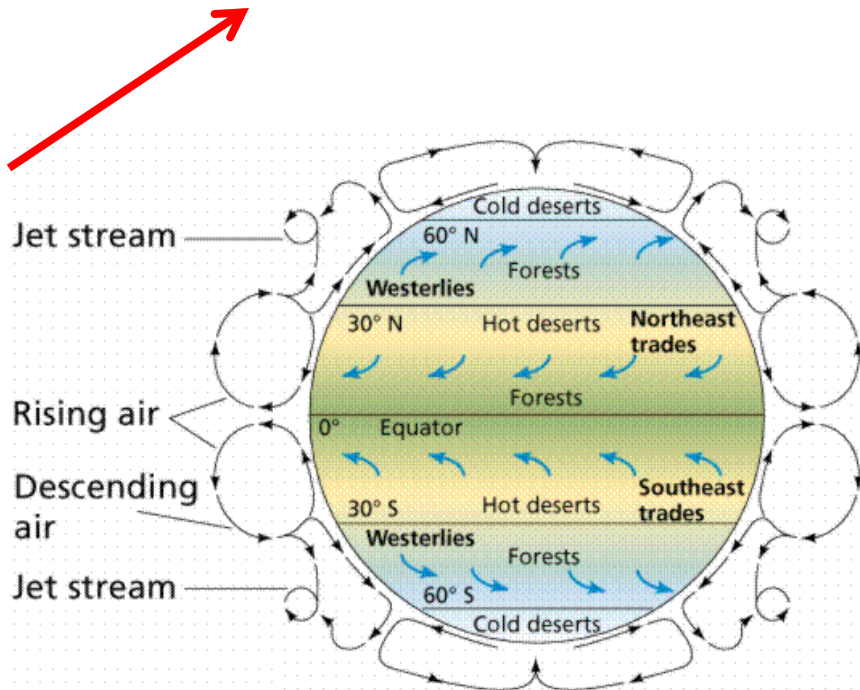 Jet stream
Rising air
Descending
air
Jet stream
Cold deserts
60° N
Forests
Westerlies
30° N
Hot deserts
Northeast
trades
Forests
0°
Equator
Southeast
trades
30° S
Hot deserts
Westerlies
Forests
60° S
Cold deserts